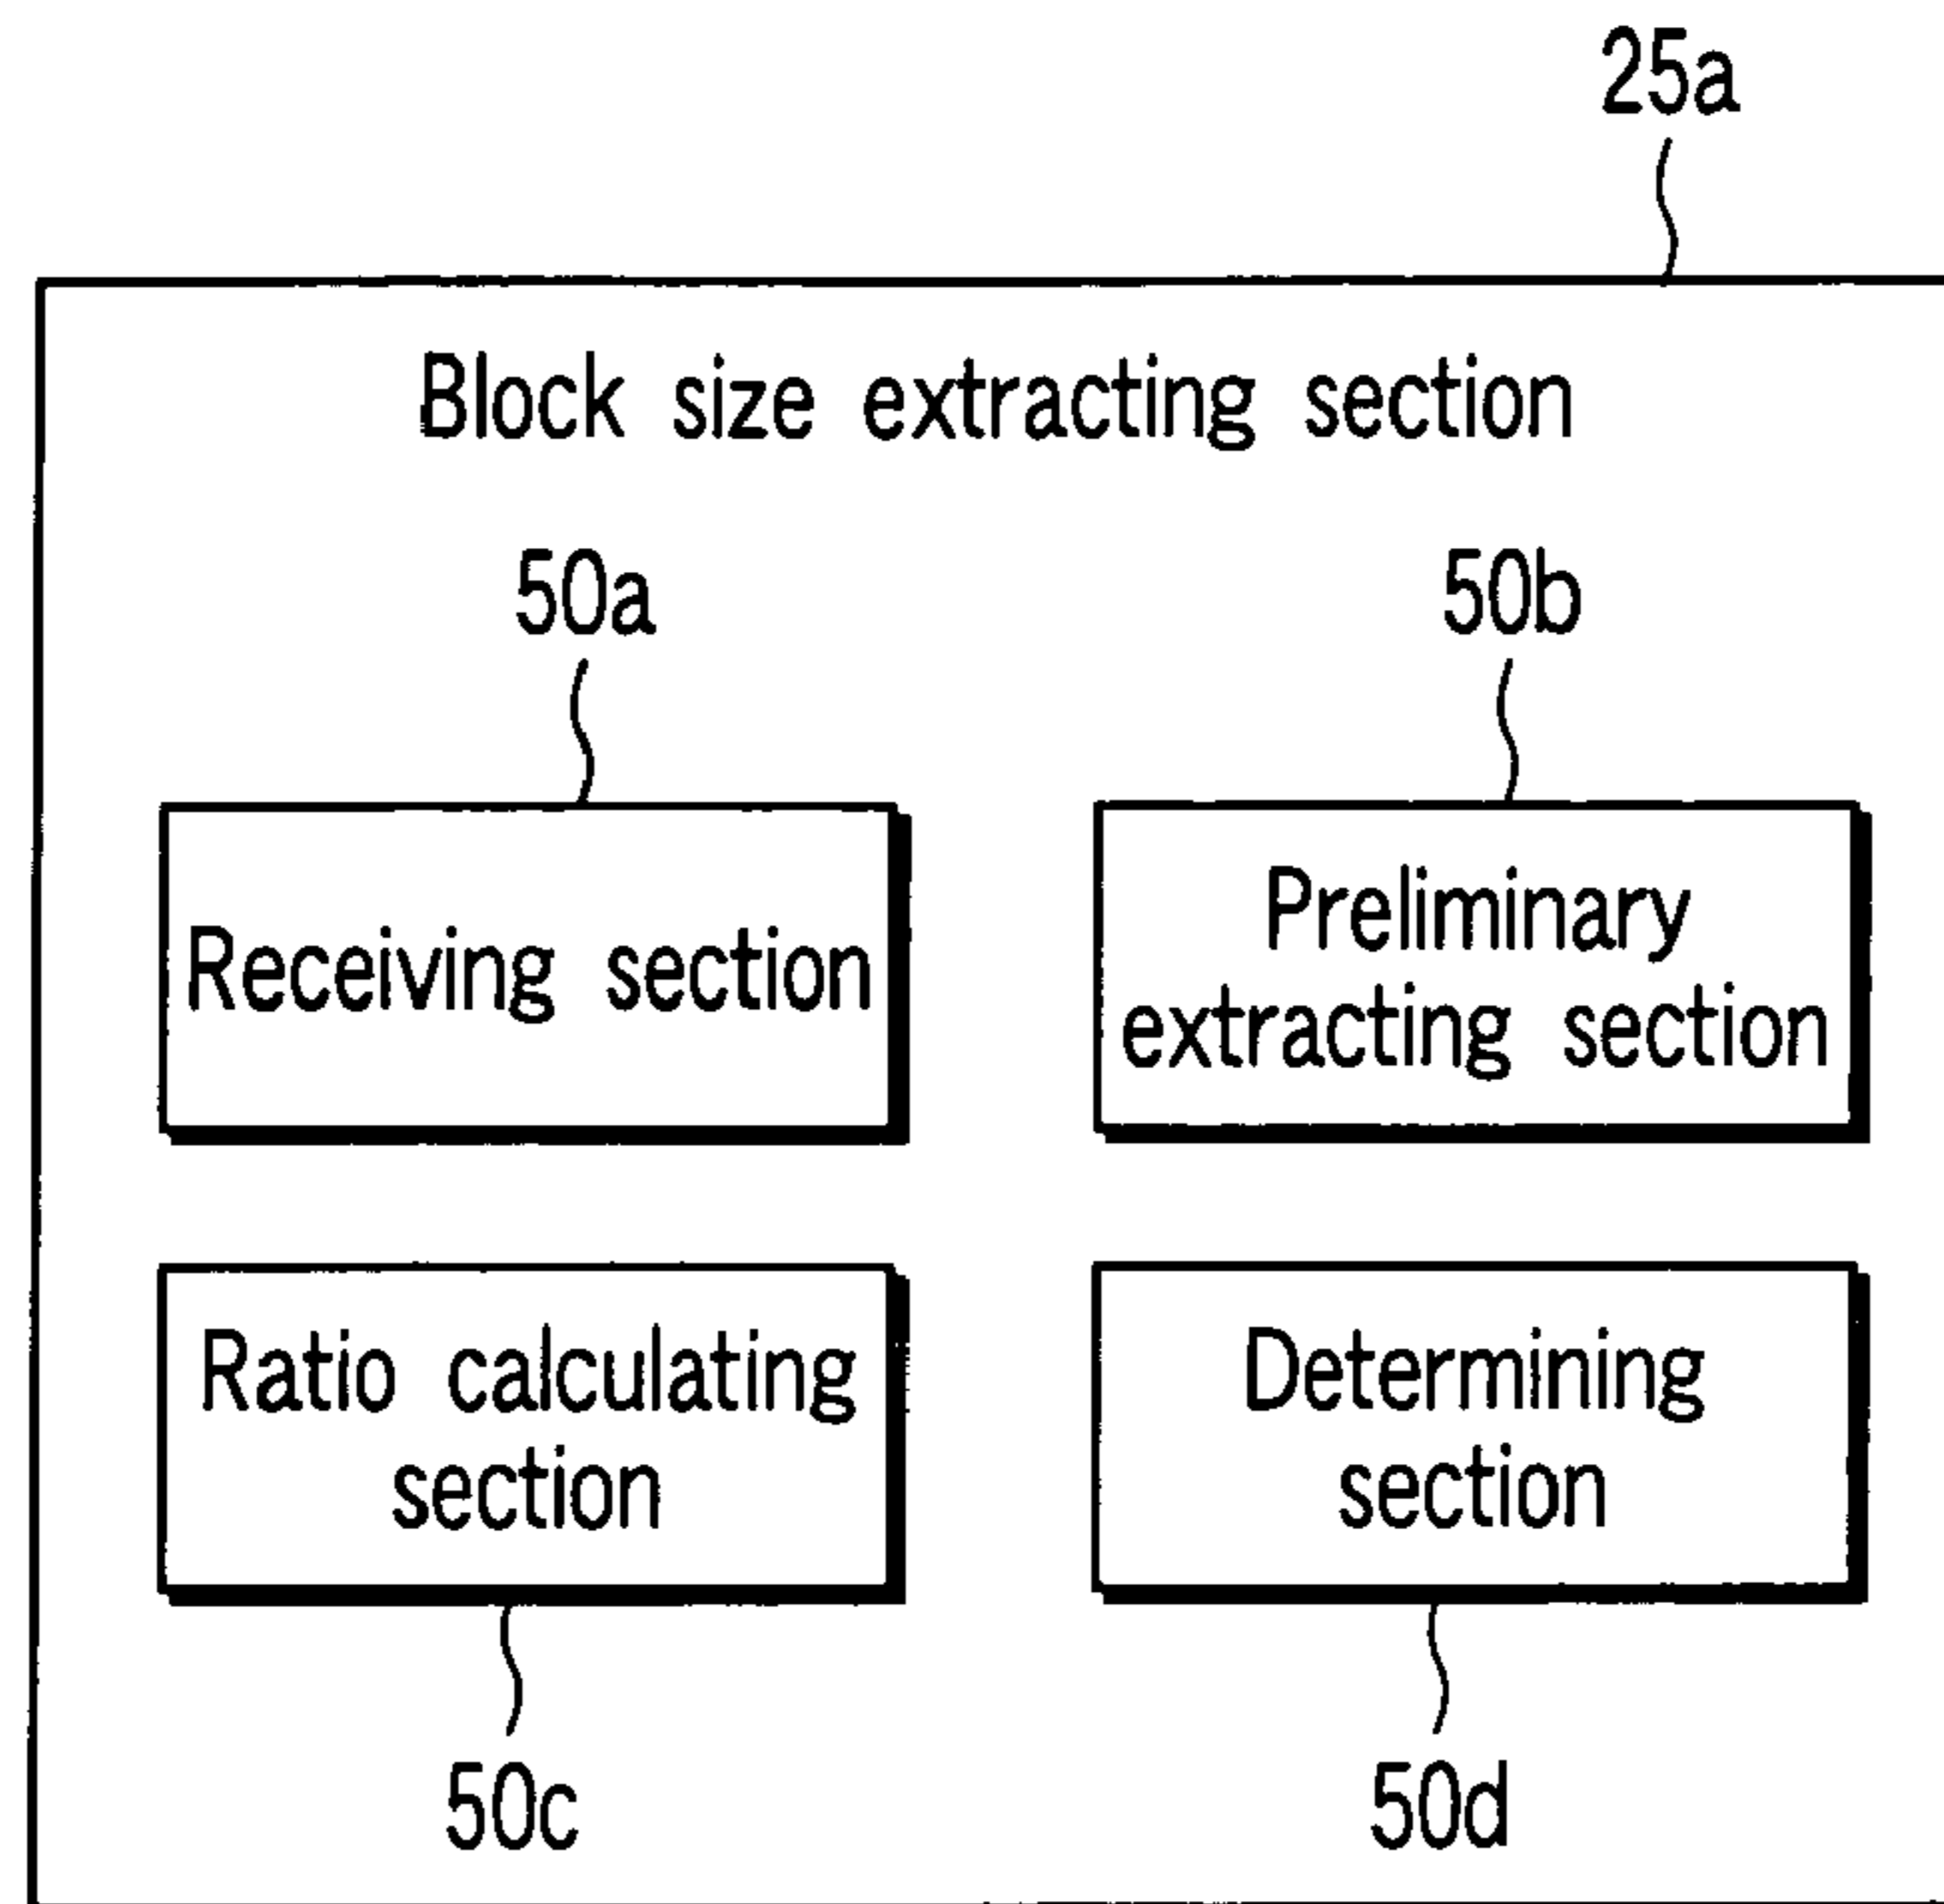 25a
Block size extracting section
50a
50b
Receiving section
Preliminary
extracting section
Ratio calculating
section
Determining
section
50c
50d